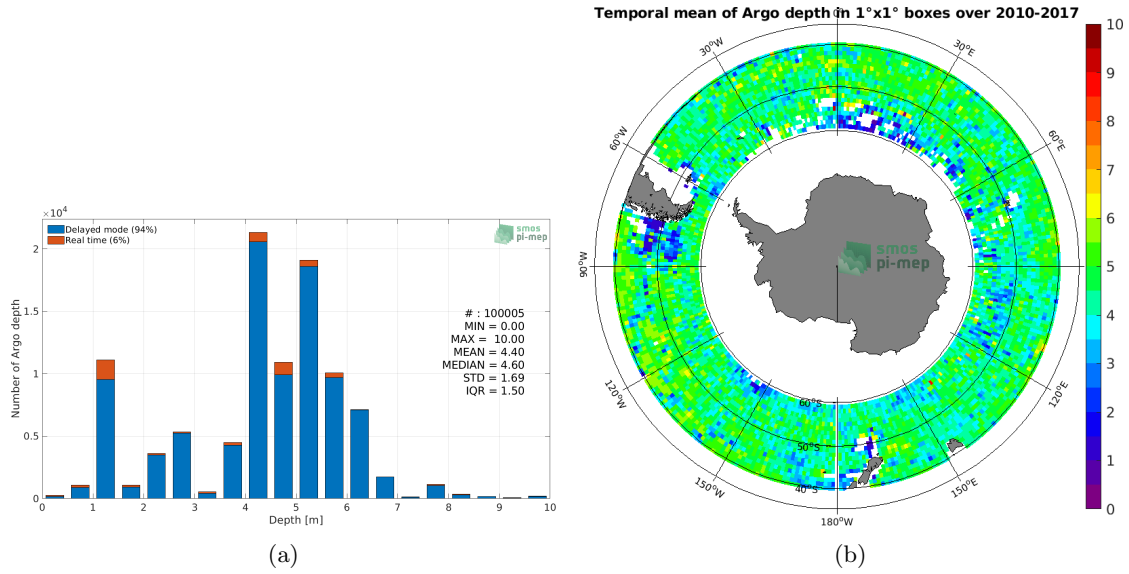 ×10⁴
Delayed mode (94%)
Real time (6%)
smos
pi-mep
2
1.5
1
0.5
0
Number of Argo depth
# : 100005
MIN = 0.00
MAX = 10.00
MEAN = 4.40
MEDIAN = 4.60
STD = 1.69
IQR = 1.50
0 1 2 3 4 5 6 7 8 9 10
Depth [m]
(a)
Temporal mean of Argo depth in 1°x1° boxes over 2010-2017
0°
30°W
30°E
60°W
60°E
90°W
smos
pi-mep
120°W
120°E
60°S
50°S
40°S
150°W
150°E
180°W
10
9
8
7
6
5
4
3
2
1
0
(b)